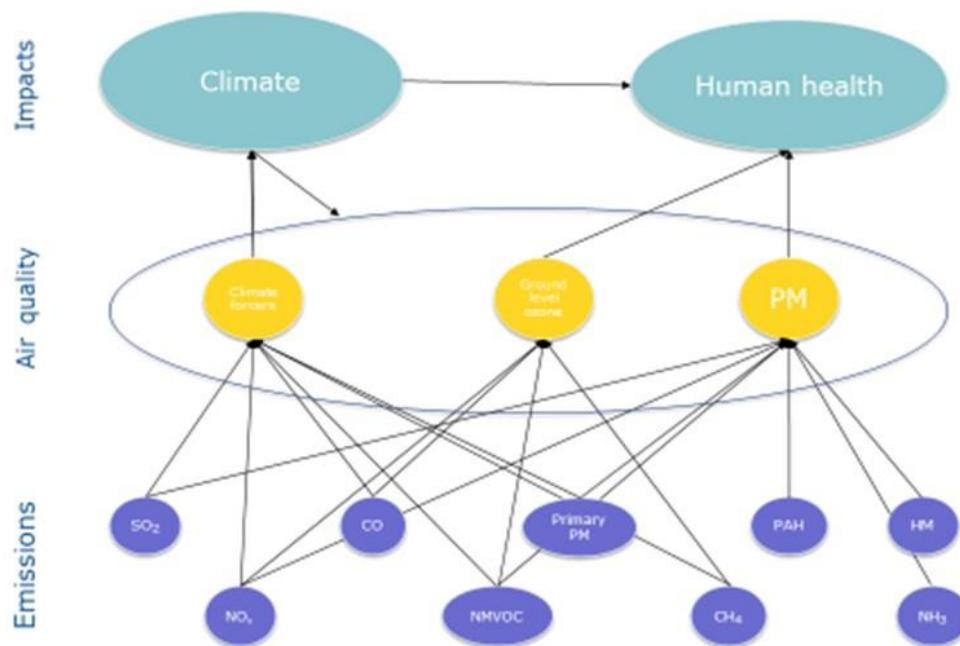 Impacts
Climate
Human health
Air quality
Climate
forcers
Ground
level
ozone
PM
Emissions
SO₂
CO
Primary
PM
PAH
HM
NOₓ
NMVOC
CH₄
NH₃